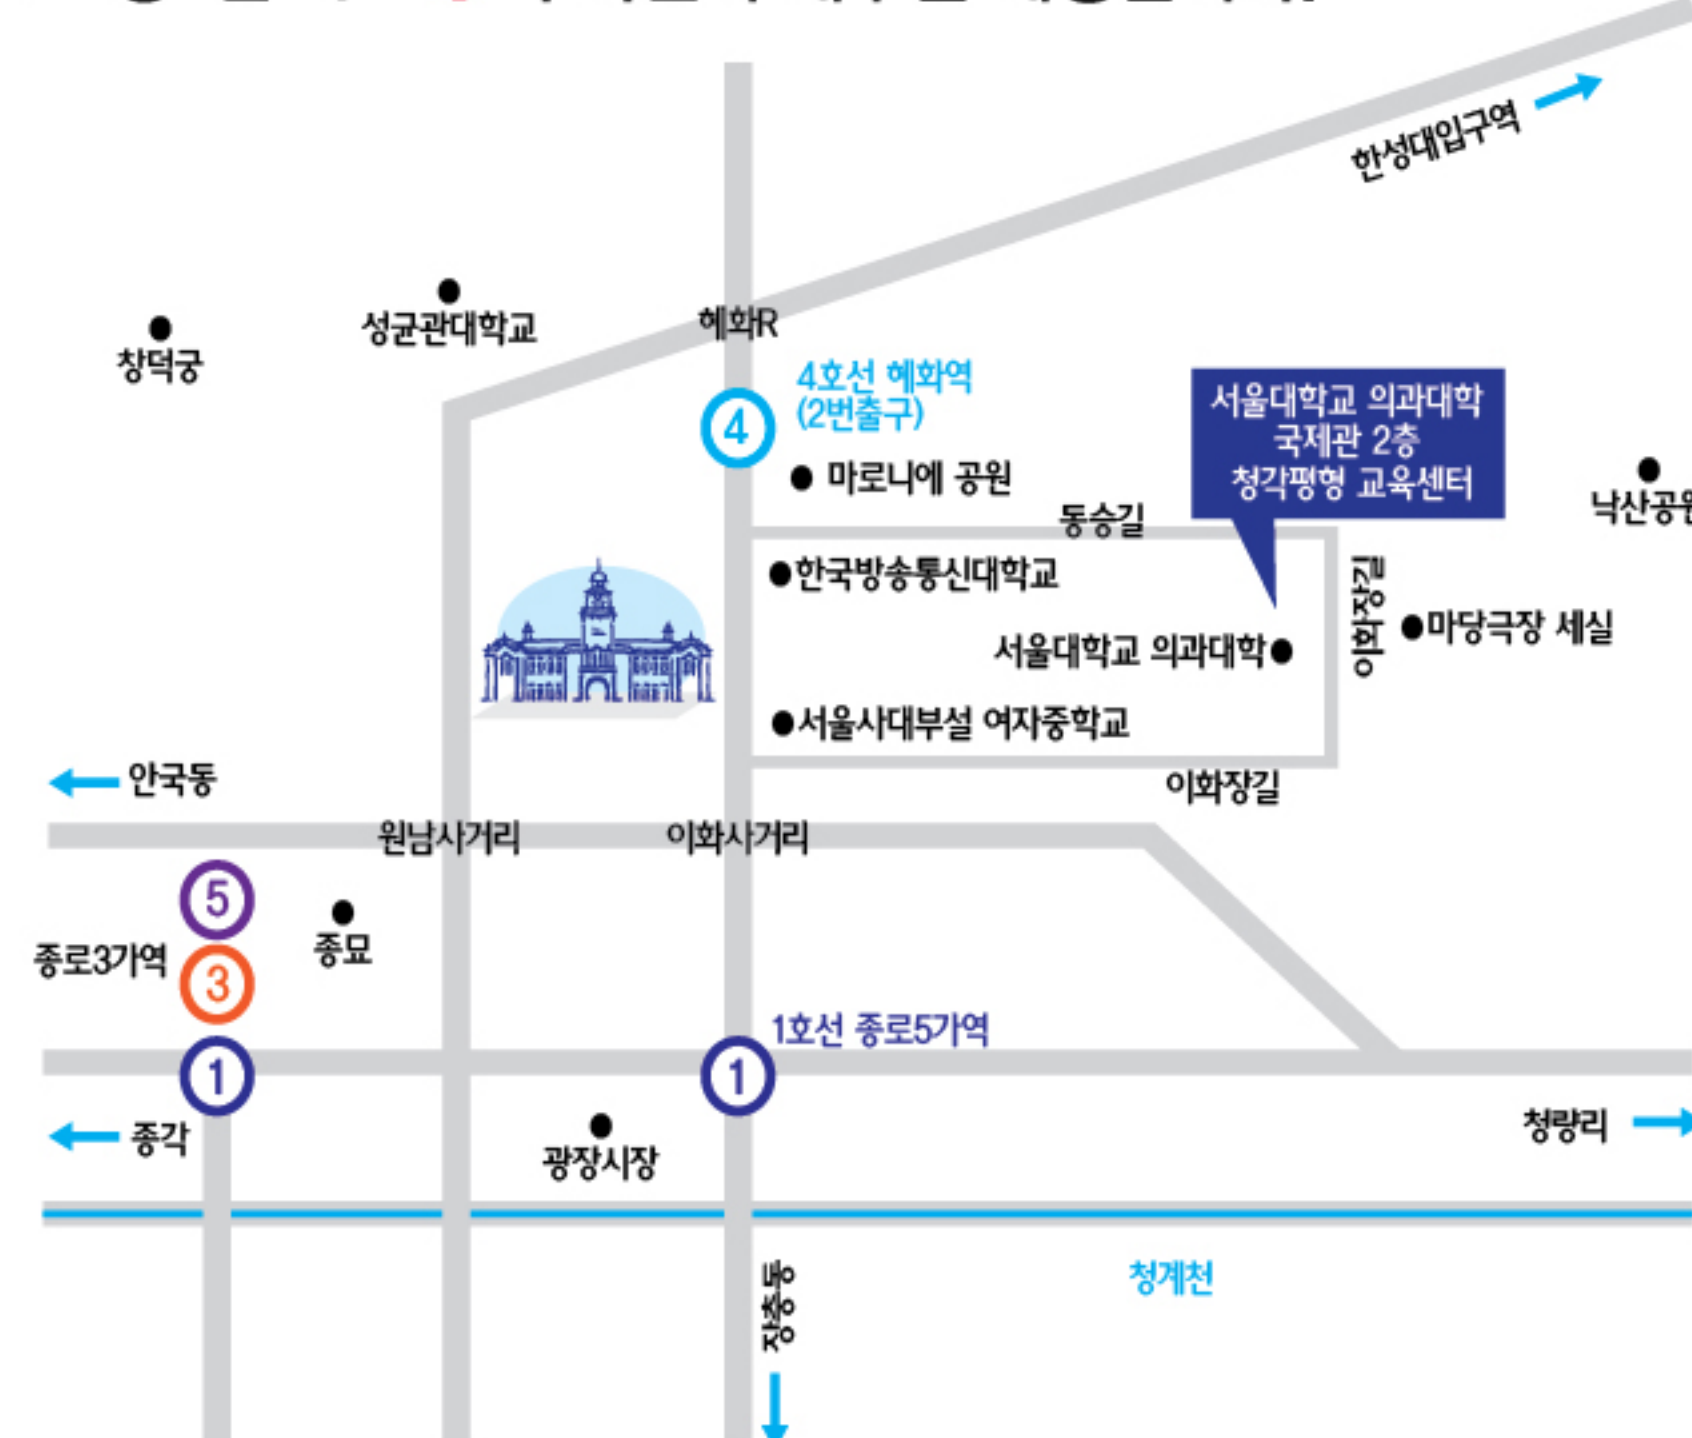 한성대입구역
성균관대학교
창덕궁
혜화R
4호선 혜화역
(2번출구)
4
서울대학교 의과대학
국제관 2층
청각평형 교육센터
마로니에 공원
낙산공원
동숭길
한국방송통신대학교
이화장길
마당극장 세실
서울대학교 의과대학
서울사대부설 여자중학교
안국동
이화장길
원남사거리
이화사거리
5
종로3가역
3
종묘
1
1호선 종로5가역
1
종각
광장시장
청량리
장충동
청계천